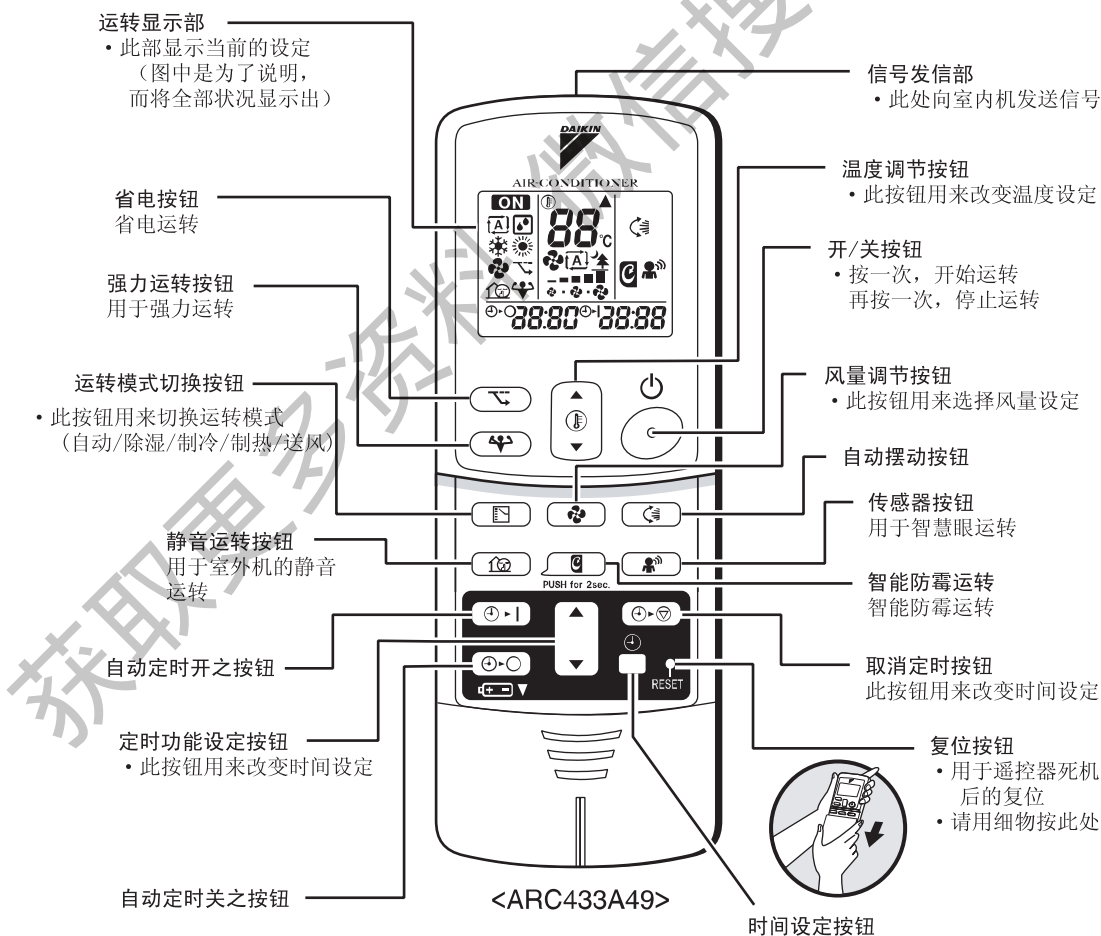 运转显示部
・此部显示当前的设定
（图中是为了说明，
而将全部状况显示出）
省电按钮
省电运转
强力运转按钮
用于强力运转
运转模式切换按钮
・此按钮用来切换运转模式
(自动/除湿/制冷/制热/送风)
静音运转按钮
用于室外机的静音
运转
自动定时开之按钮
定时功能设定按钮
・此按钮用来改变时间设定
自动定时关之按钮
DAIKIN
AIR CONDITIONER
ON
A
88℃
A
88:80 88:88
PUSH for 2sec.
RESET
<ARC433A49>
信号发信部
・此处向室内机发送信号
温度调节按钮
・此按钮用来改变温度设定
开/关按钮
・按一次，开始运转
再按一次，停止运转
风量调节按钮
・此按钮用来选择风量设定
自动摆动按钮
传感器按钮
用于智慧眼运转
智能防霉运转
智能防霉运转
取消定时按钮
此按钮用来改变时间设定
复位按钮
・用于遥控器死机
后的复位
・请用细物按此处
时间设定按钮
获取更多资料 微信搜